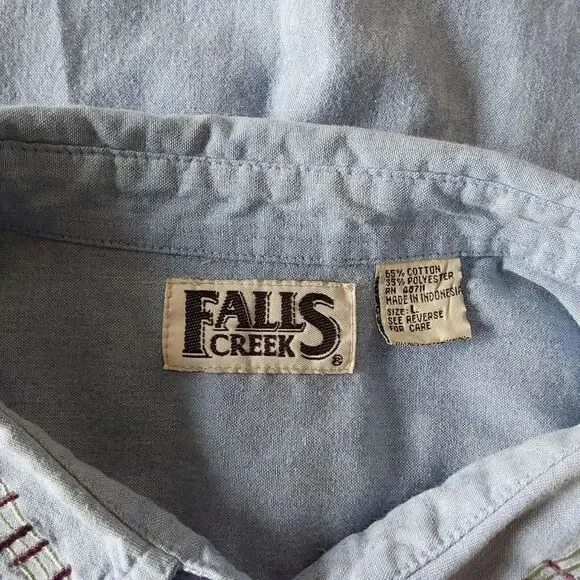 FALLS
CREEK ®
65% COTTON
35% POLYESTER
RN 40711
MADE IN INDONESIA
SIZE: L
SEE REVERSE
FOR CARE